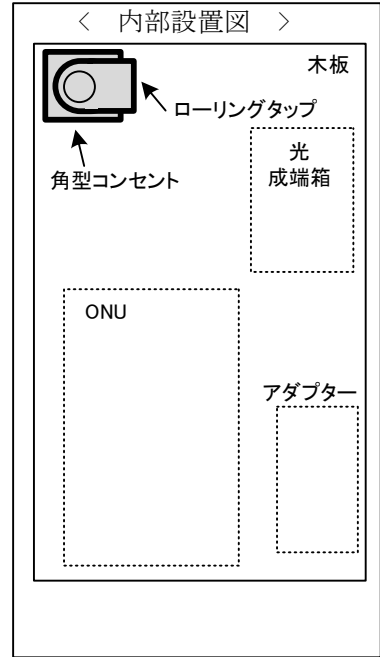 ＜ 内部設置図 ＞
木板
ローリングタップ
角型コンセント
光
成端箱
ONU
アダプター